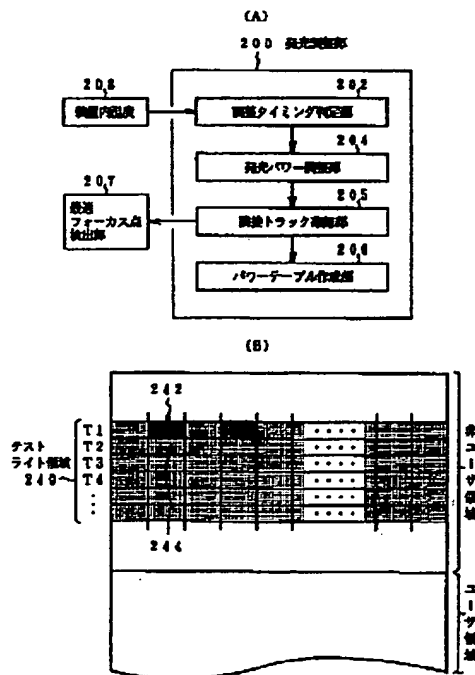 (A)
200 発光調整部
208
装置内温度
202
調整タイミング判定部
204
発光パワー調整部
207
最適
フォーカス点
検出部
205
隣接トラック
206
パワーテーブル作成部
(B)
242
テスト
ライト領域
240
T1
T2
T3
T4
244
非ユーザ領域
ユーザ領域